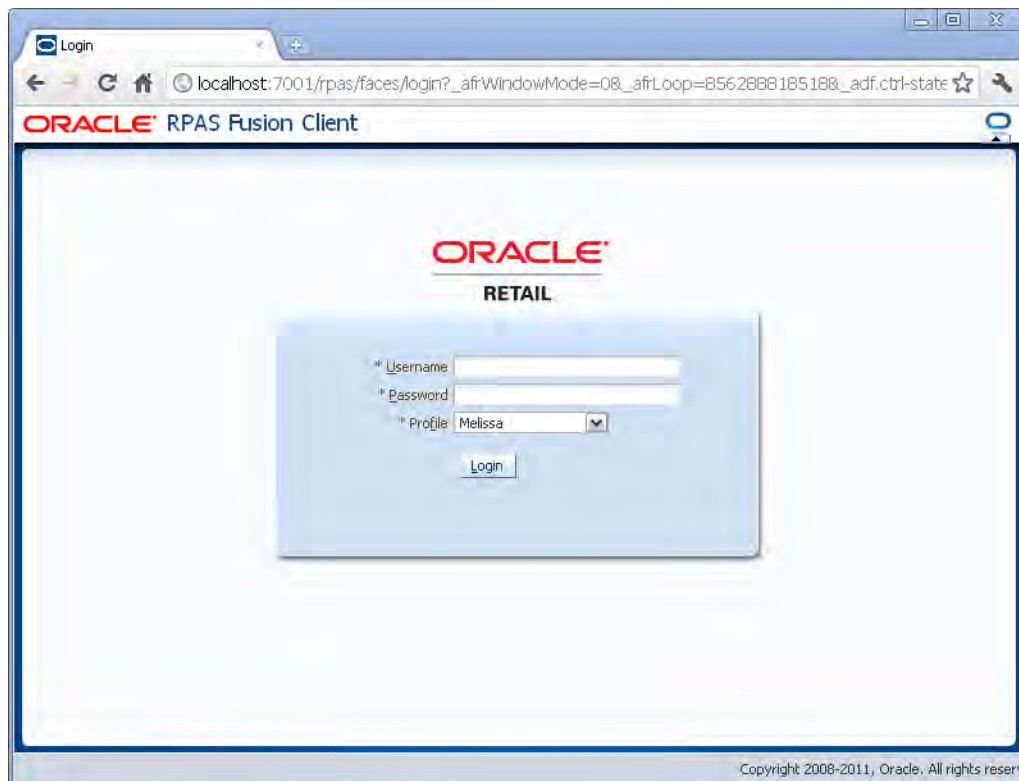 Login
localhost:7001/rpas/faces/login?_afrWindowMode=0&_afrLoop=856288818518&_adf.ctrl-state
ORACLE® RPAS Fusion Client
ORACLE®
RETAIL
* Username
* Password
* Profile Melissa
Login
Copyright 2008-2011, Oracle. All rights reser